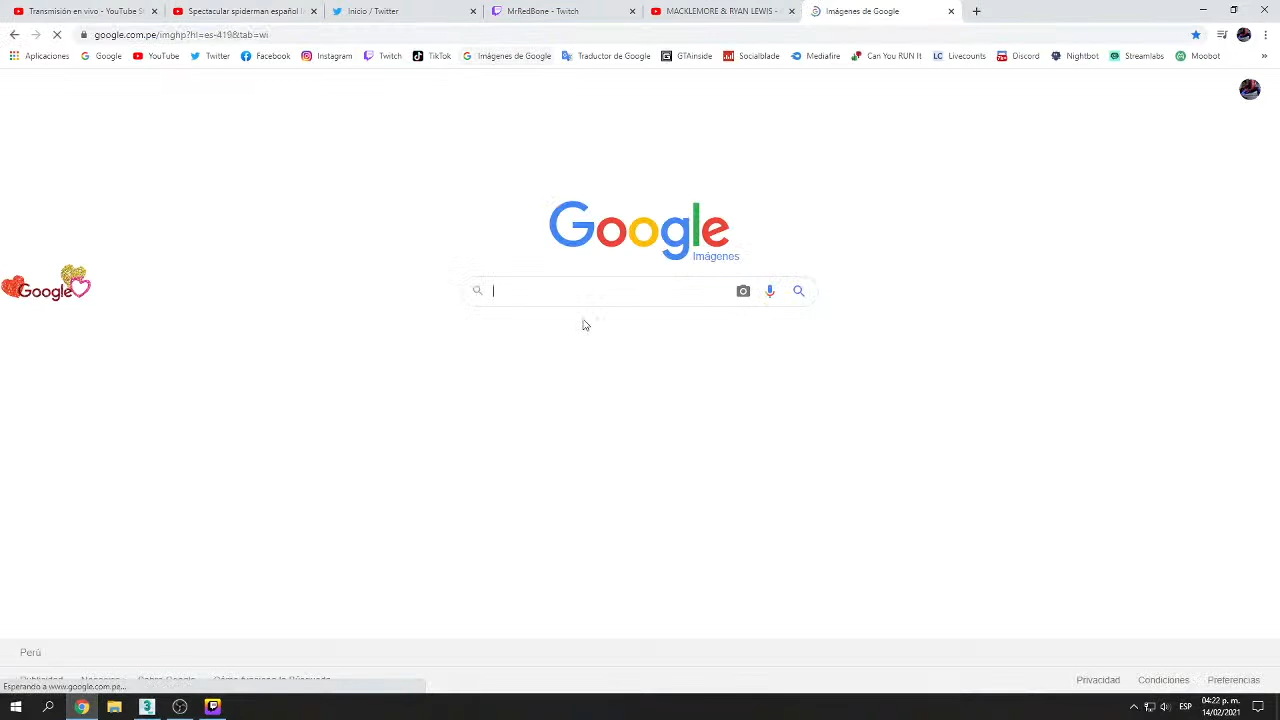 Transmisión en vivo - YouTube St
Spectacular spiderman español la
Inicio / Twitter
MrRedBone - Twitch
MACKLEMORE & RYAN LEWIS -
Imágenes de Google
google.com.pe/imghp?hl=es-419&tab=wi
Aplicaciones
Google
YouTube
Twitter
Facebook
Instagram
Twitch
TikTok
Imágenes de Google
Traductor de Google
GTAinside
Socialblade
Mediafire
Can You RUN It
Livecounts
Discord
Nightbot
Streamlabs
Moobot
Google
Imágenes
Google
Perú
Privacidad
Condiciones
Preferencias
Esperando a www.google.com.pe...
ESP
04:22 p. m.
14/02/2021